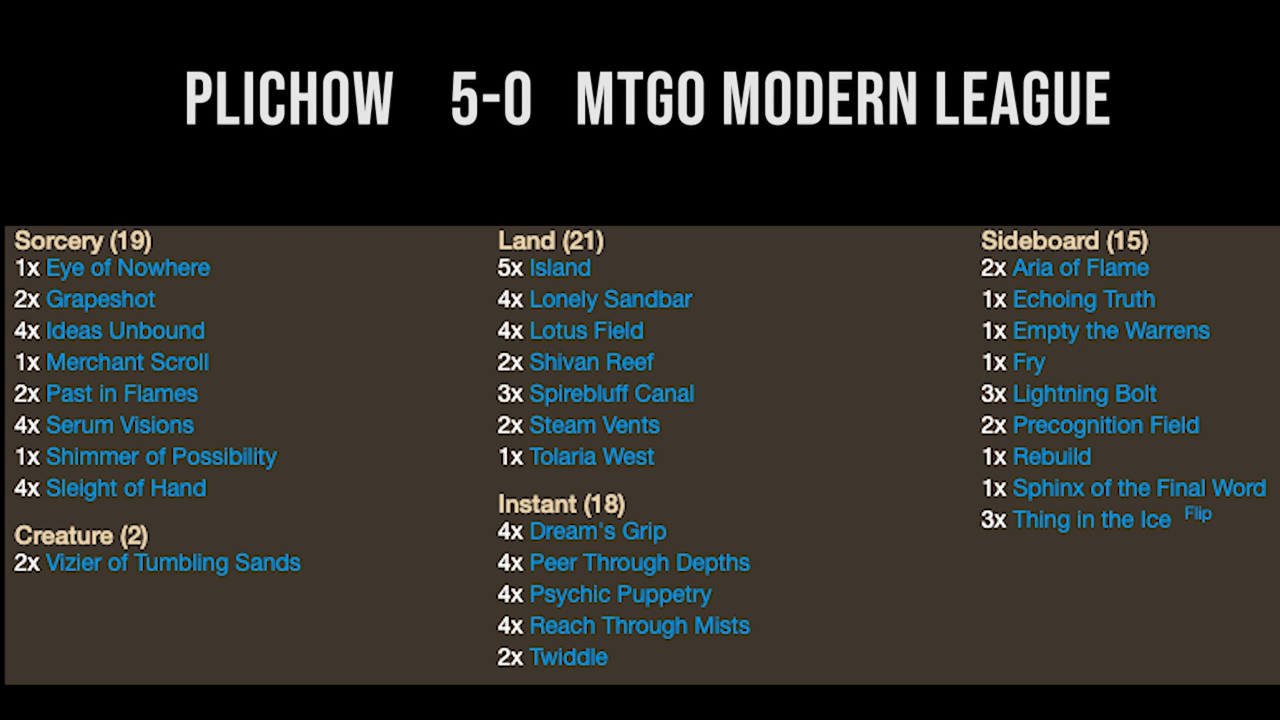 PLICHOW 5-0 MTGO MODERN LEAGUE
Sorcery (19)
1x Eye of Nowhere
2x Grapeshot
4x Ideas Unbound
1x Merchant Scroll
2x Past in Flames
4x Serum Visions
1x Shimmer of Possibility
4x Sleight of Hand
Creature (2)
2x Vizier of Tumbling Sands
Land (21)
5x Island
4x Lonely Sandbar
4x Lotus Field
2x Shivan Reef
3x Spirebluff Canal
2x Steam Vents
1x Tolaria West
Instant (18)
4x Dream's Grip
4x Peer Through Depths
4x Psychic Puppetry
4x Reach Through Mists
2x Twiddle
Sideboard (15)
2x Aria of Flame
1x Echoing Truth
1x Empty the Warrens
1x Fry
3x Lightning Bolt
2x Precognition Field
1x Rebuild
1x Sphinx of the Final Word
3x Thing in the Ice Flip